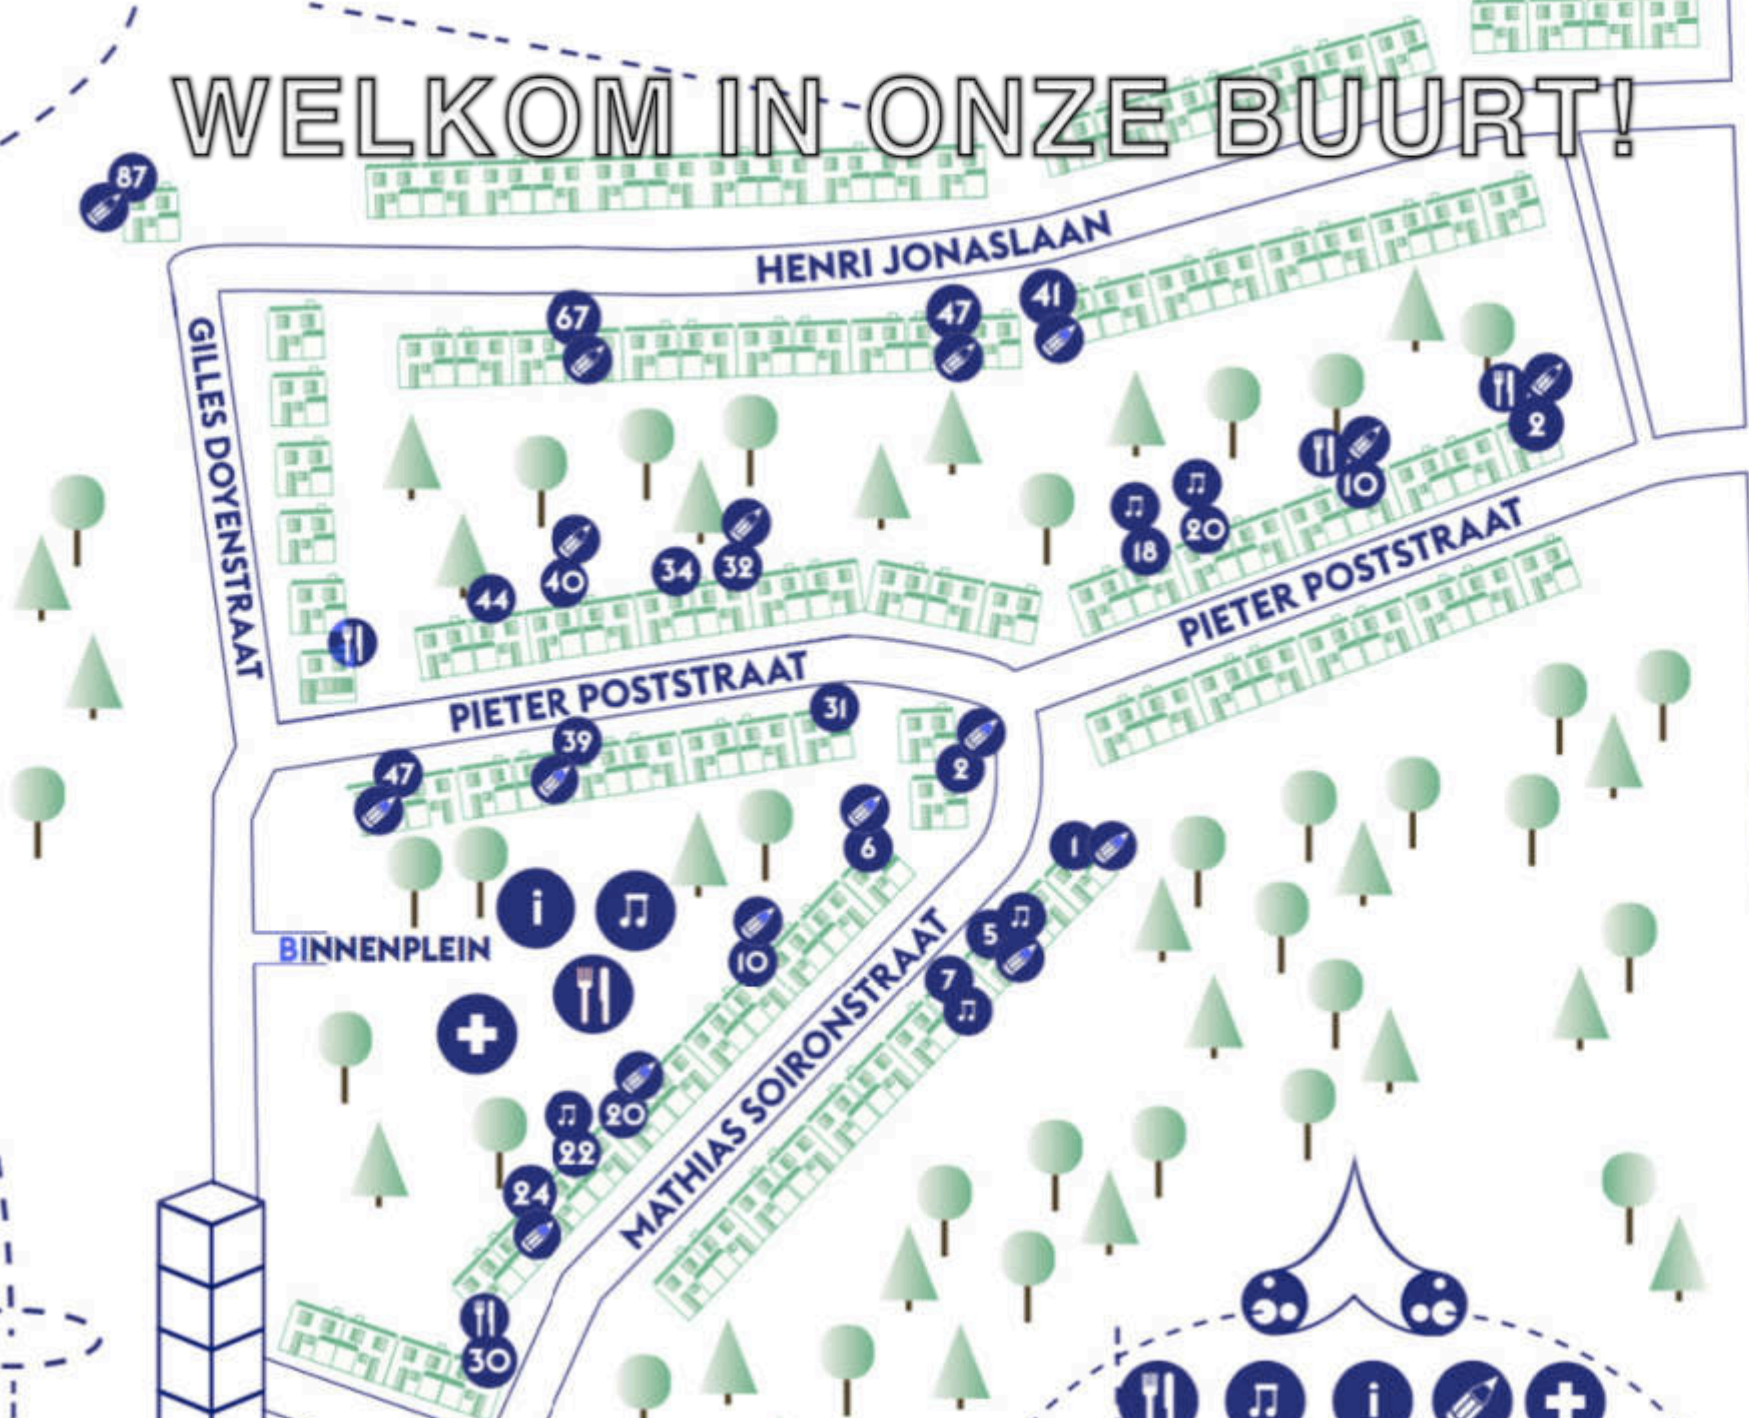 WELKOM IN ONZE BUURT!
87
HENRI JONASLAAN
67
47
41
GILLES DOYENSTRAAT
2
10
18
20
44
40
34
32
PIETER POSTSTRAAT
PIETER POSTSTRAAT
31
39
47
2
6
1
i
5
BINNENPLEIN
10
7
MATHIAS SOIRONSTRAAT
20
22
24
30
i